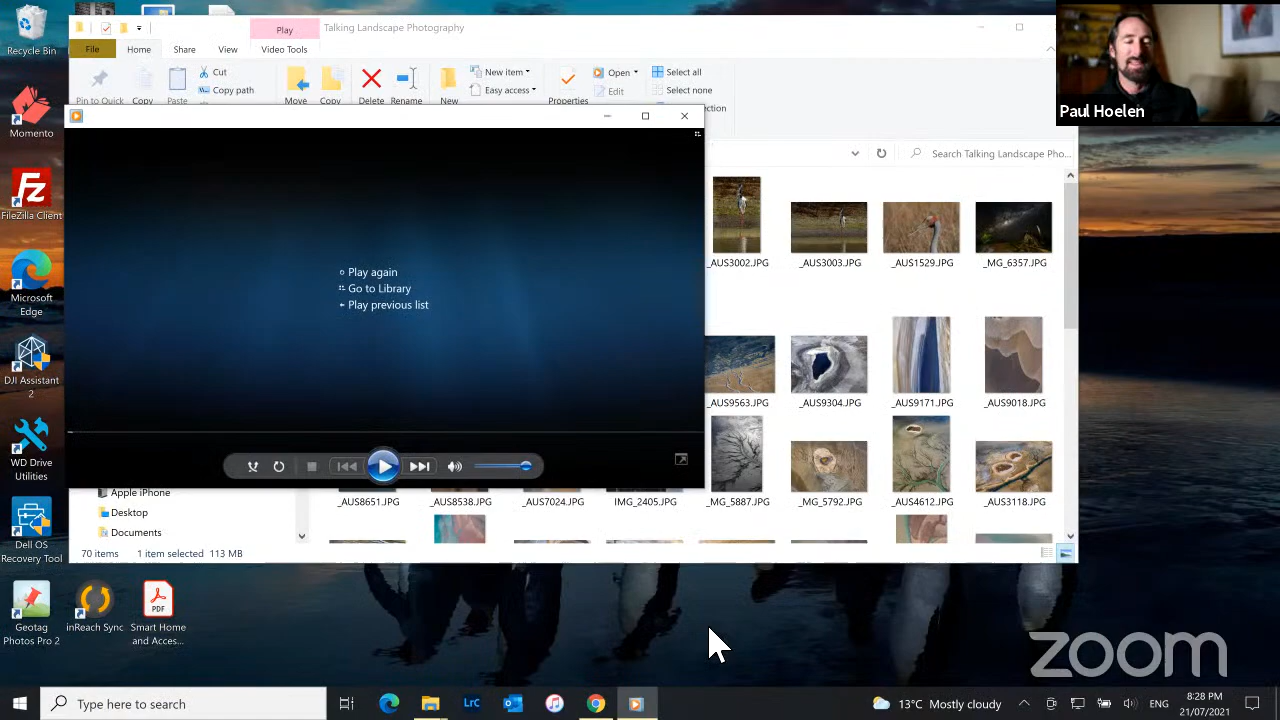 Recycle Bin
Momento
FileZilla Client
Microsoft
Edge
DJI Assistant
2
WD Drive
Utilities
Dell OS
Recovery Tool
Geotag
Photos Pro 2
inReach Sync
Smart Home
and Acces...
PDF
Play
Talking Landscape Photography
File
Home
Share
View
Video Tools
Pin to Quick
Copy
Paste
Cut
Copy path
Move
Copy
Delete
Rename
New
New item
Easy access
Properties
Open
Edit
Select all
Select none
Search Talking Landscape Pho...
Play again
Go to Library
Play previous list
_AUS3002.JPG
_AUS3003.JPG
_AUS1529.JPG
_MG_6357.JPG
_AUS9563.JPG
_AUS9304.JPG
_AUS9171.JPG
_AUS9018.JPG
_AUS8651.JPG
_AUS8538.JPG
_AUS7024.JPG
IMG_2405.JPG
_MG_5887.JPG
_MG_5792.JPG
_AUS4612.JPG
_AUS3118.JPG
Apple iPhone
Desktop
Documents
70 items
1 item selected 113 MB
Paul Hoelen
zoom
Type here to search
LrC
13°C Mostly cloudy
8:28 PM
21/07/2021